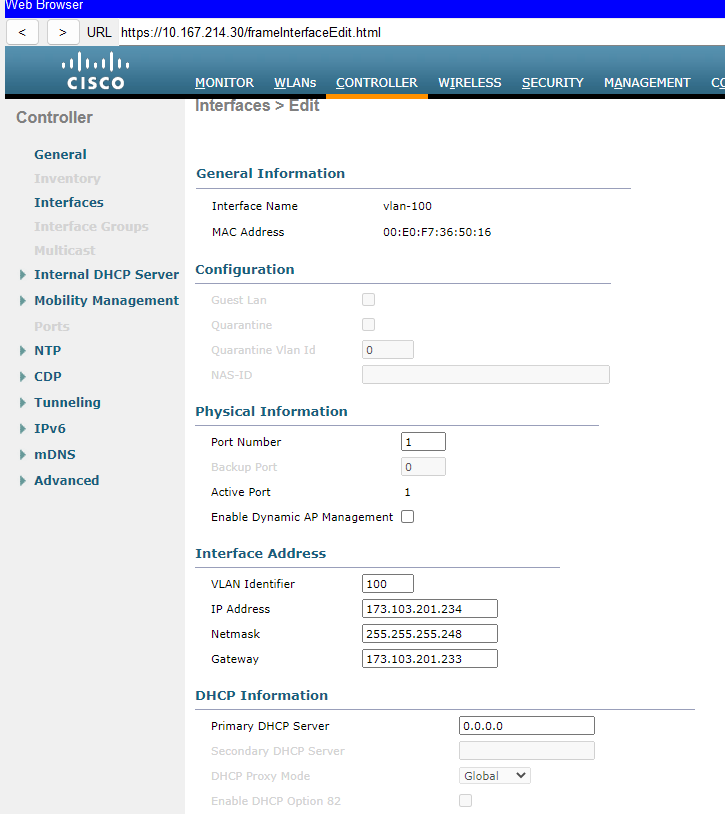 Web Browser
< > URL https://10.167.214.30/frameInterfaceEdit.html
CISCO
MONITOR WLANs CONTROLLER WIRELESS SECURITY MANAGEMENT
Controller
General
Inventory
Interfaces
Interface Groups
Multicast
Internal DHCP Server
Mobility Management
Ports
NTP
CDP
Tunneling
IPv6
mDNS
Advanced
Interfaces > Edit
General Information
Interface Name vlan-100
MAC Address 00:E0:F7:36:50:16
Configuration
Guest Lan
Quarantine
Quarantine Vlan Id 0
NAS-ID
Physical Information
Port Number 1
Backup Port 0
Active Port 1
Enable Dynamic AP Management
Interface Address
VLAN Identifier 100
IP Address 173.103.201.234
Netmask 255.255.255.248
Gateway 173.103.201.233
DHCP Information
Primary DHCP Server 0.0.0.0
Secondary DHCP Server
DHCP Proxy Mode Global
Enable DHCP Option 82